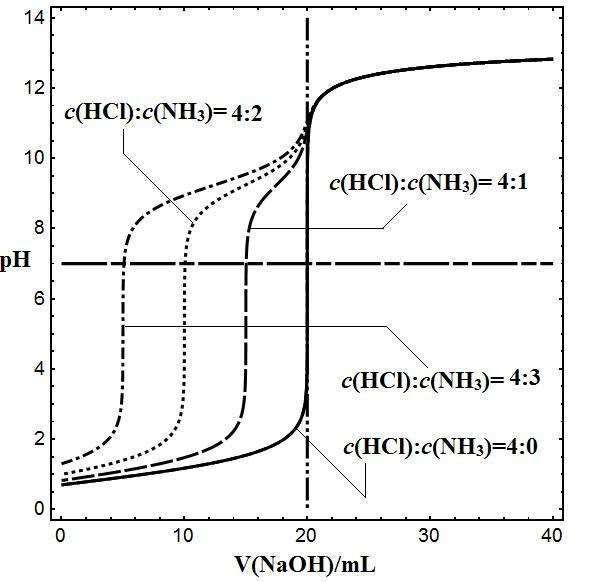 14
12
c(HCl):c(NH₃)= 4:2
10
c(HCl):c(NH₃)= 4:1
8
pH
6
4
c(HCl):c(NH₃)= 4:3
c(HCl):c(NH₃)=4:0
2
0
0 10 20 30 40
V(NaOH)/mL